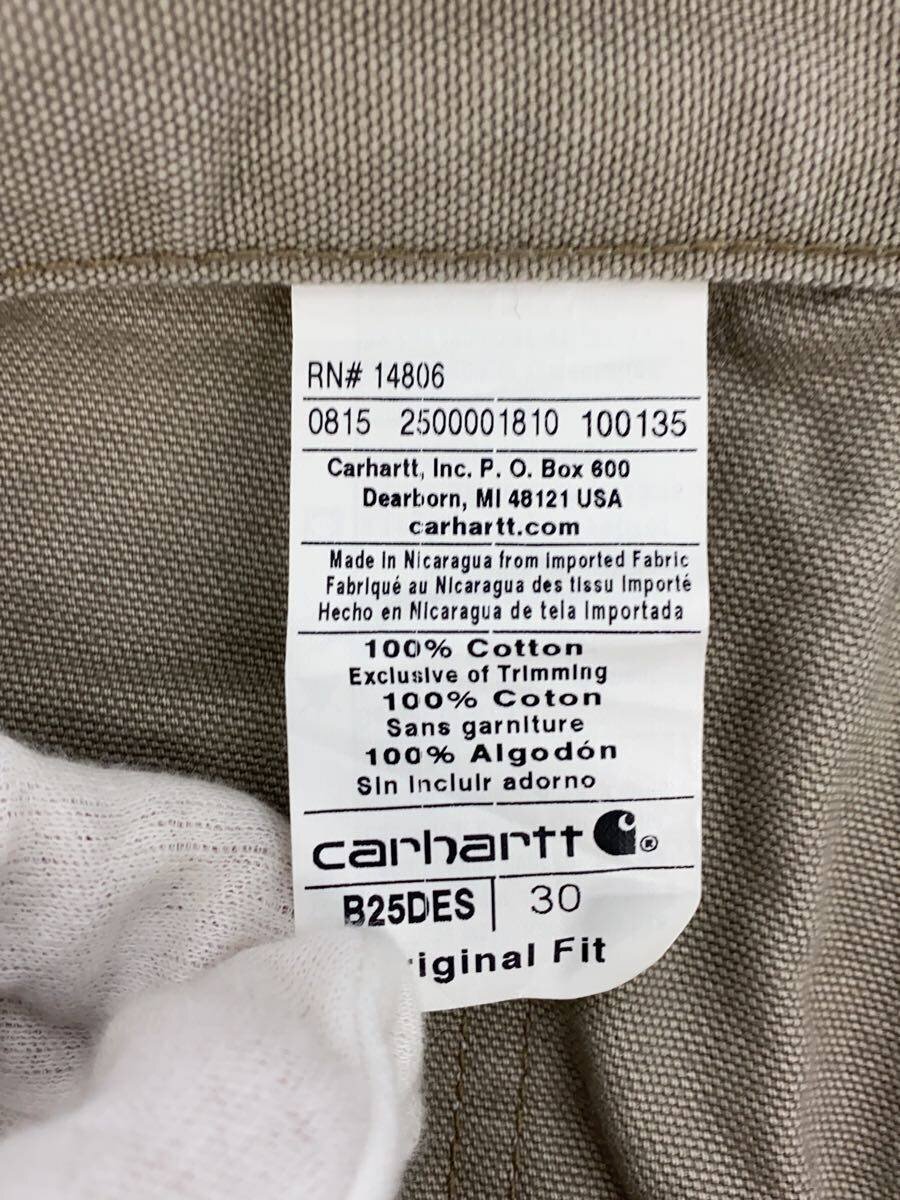 RN# 14806
0815 2500001810 100135
Carhartt, Inc. P. O. Box 600
Dearborn, MI 48121 USA
carhartt.com
Made in Nicaragua from Imported Fabric
Fabriqué au Nicaragua des tissu Importé
Hecho en Nicaragua de tela Importada
100% Cotton
Exclusive of Trimming
100% Coton
Sans garniture
100% Algodón
Sin Incluir adorno
carhartt ®
B25DES 30
iginal Fit